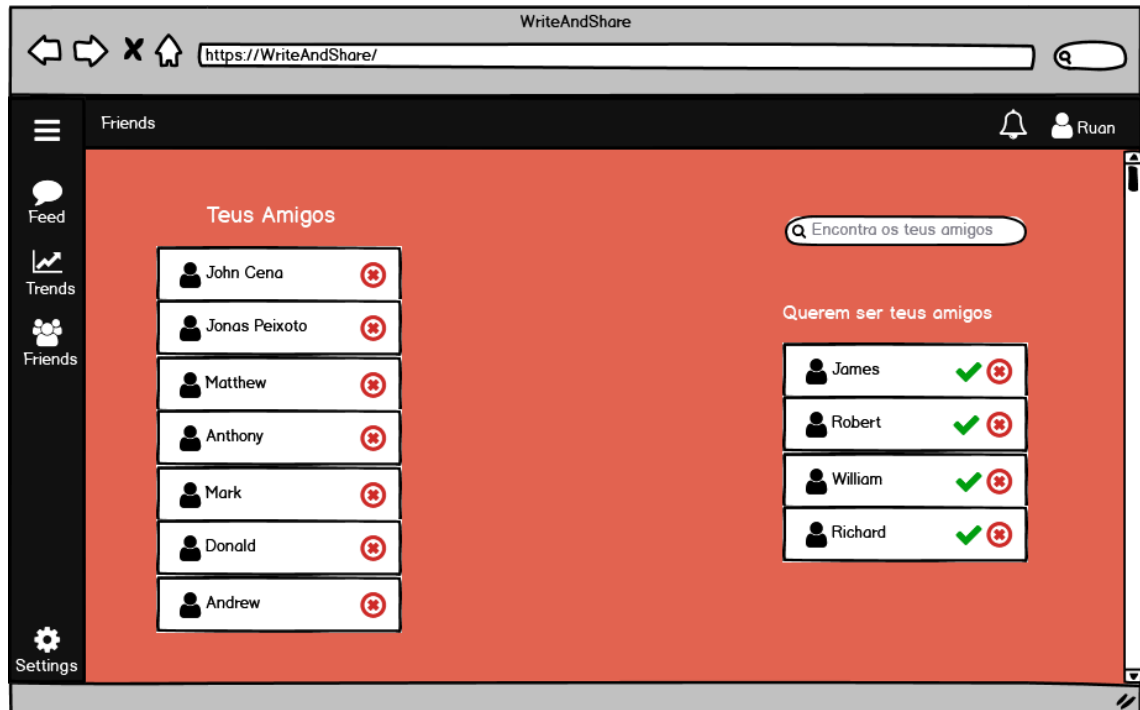 WriteAndShare
https://WriteAndShare/
Friends
Ruan
Feed
Trends
Friends
Settings
Teus Amigos
John Cena
Jonas Peixoto
Matthew
Anthony
Mark
Donald
Andrew
Encontra os teus amigos
Querem ser teus amigos
James
Robert
William
Richard